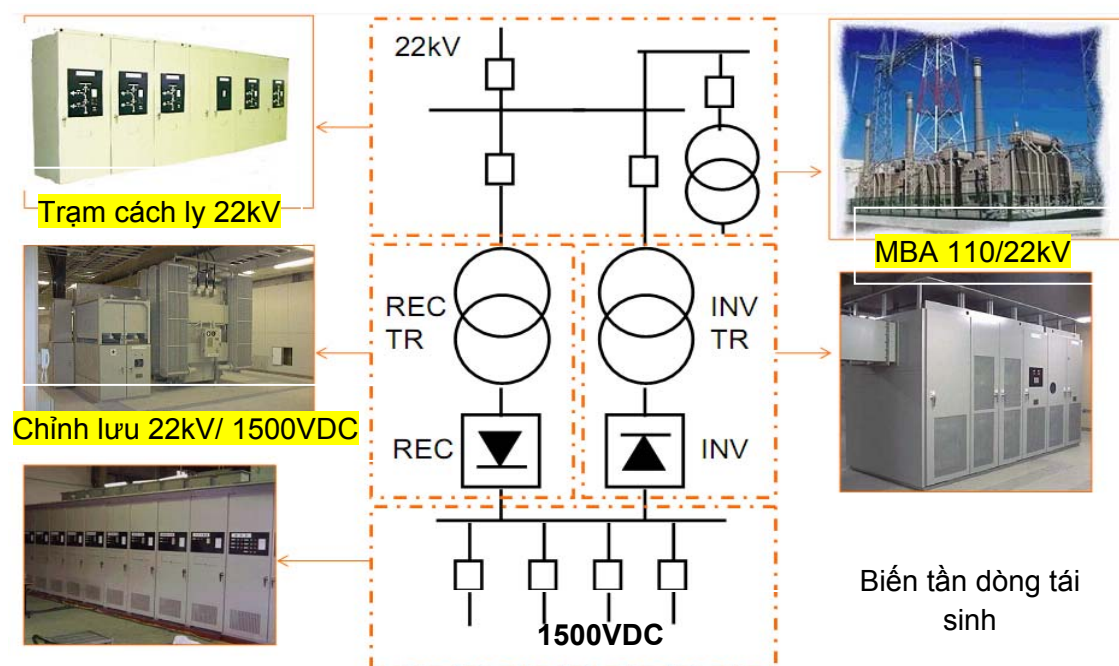 22kV
Trạm cách ly 22kV
MBA 110/22kV
REC
TR
INV
TR
Chỉnh lưu 22kV/ 1500VDC
REC
INV
1500VDC
Biến tần dòng tái
sinh